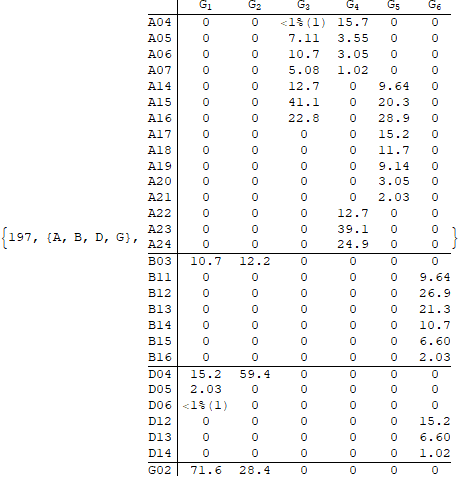 G1 G2 G3 G4 G5 G6
A04 0 0 <1%(1) 15.7 0 0
A05 0 0 7.11 3.55 0 0
A06 0 0 10.7 3.05 0 0
A07 0 0 5.08 1.02 0 0
A14 0 0 12.7 0 9.64 0
A15 0 0 41.1 0 20.3 0
A16 0 0 22.8 0 28.9 0
A17 0 0 0 0 15.2 0
A18 0 0 0 0 11.7 0
A19 0 0 0 0 9.14 0
A20 0 0 0 0 3.05 0
A21 0 0 0 0 2.03 0
A22 0 0 0 12.7 0 0
{197, {A, B, D, G}, A23 0 0 0 39.1 0 0 }
A24 0 0 0 24.9 0 0
B03 10.7 12.2 0 0 0 0
B11 0 0 0 0 0 9.64
B12 0 0 0 0 0 26.9
B13 0 0 0 0 0 21.3
B14 0 0 0 0 0 10.7
B15 0 0 0 0 0 6.60
B16 0 0 0 0 0 2.03
D04 15.2 59.4 0 0 0 0
D05 2.03 0 0 0 0 0
D06 <1%(1) 0 0 0 0 0
D12 0 0 0 0 0 15.2
D13 0 0 0 0 0 6.60
D14 0 0 0 0 0 1.02
G02 71.6 28.4 0 0 0 0